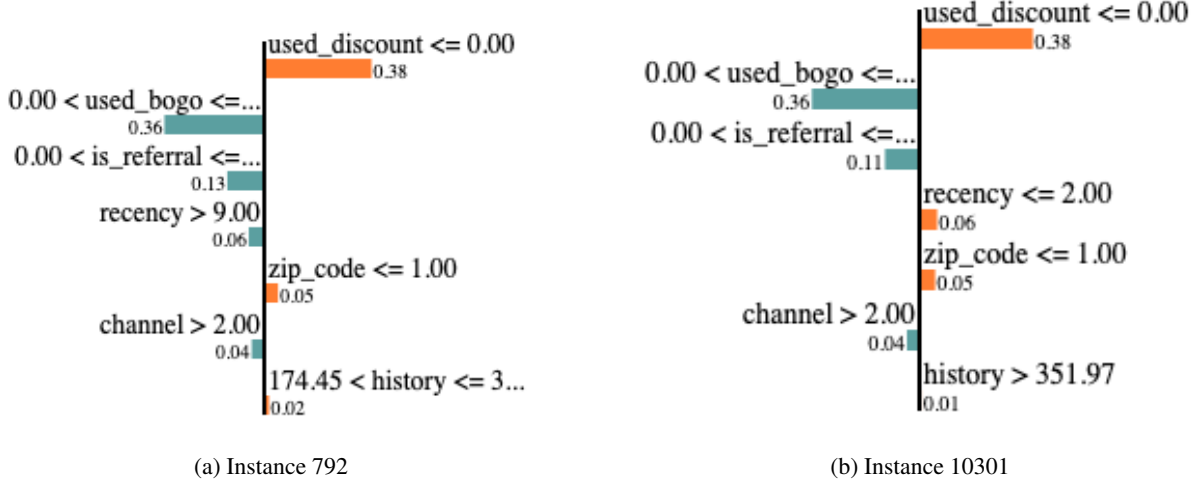 used_discount <= 0.00
0.38
0.00 < used_bogo <=...
0.36
0.00 < is_referral <=...
0.13
recency > 9.00
0.06
zip_code <= 1.00
0.05
channel > 2.00
0.04
174.45 < history <= 3...
0.02
(a) Instance 792
used_discount <= 0.00
0.38
0.00 < used_bogo <=...
0.36
0.00 < is_referral <=...
0.11
recency <= 2.00
0.06
zip_code <= 1.00
0.05
channel > 2.00
0.04
history > 351.97
0.01
(b) Instance 10301